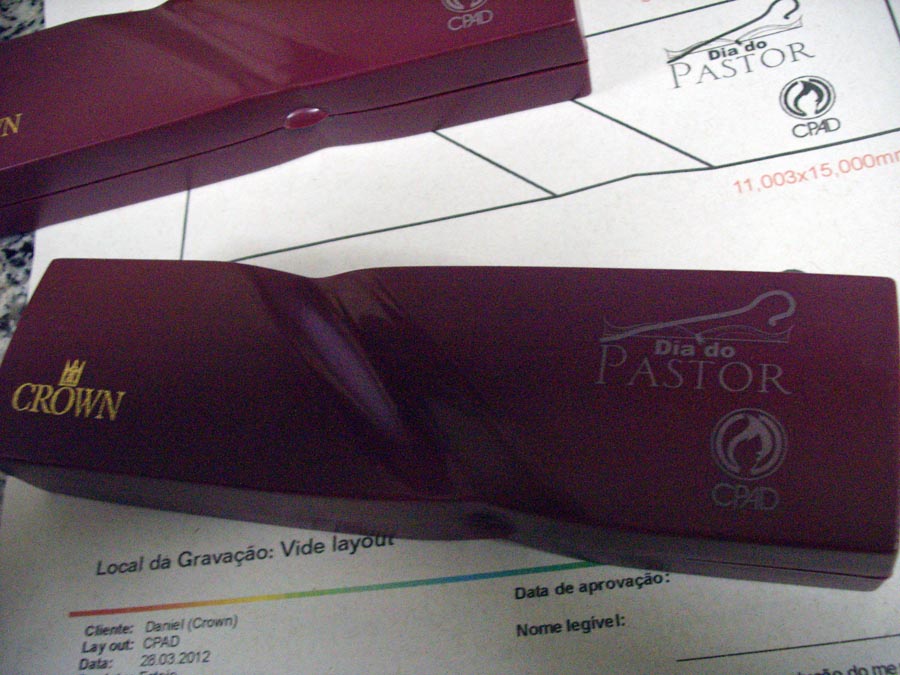 CPAD
Dia do
PASTOR
CPAD
11,003x15,000mm
CROWN
Dia do
PASTOR
CPAD
Local da Gravação: Vide layout
Cliente: Daniel (Crown)
Lay out: CPAD
Data: 28.03.2012
Data de aprovação:
Nome legível: